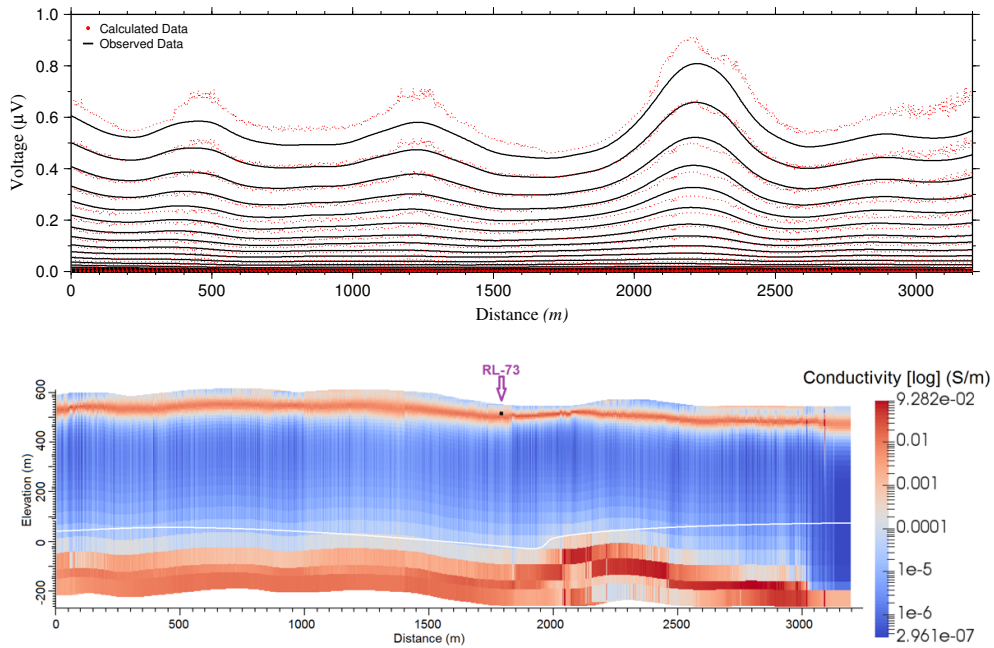 1.0
0.8
0.6
0.4
0.2
0.0
Voltage (µV)
Calculated Data
Observed Data
0 500 1000 1500 2000 2500 3000
Distance (m)
RL-73
600
400
200
0
-200
Elevation (m)
0 500 1000 1500 2000 2500 3000
Distance (m)
Conductivity [log] (S/m)
9.282e-02
0.01
0.001
0.0001
1e-5
1e-6
2.961e-07